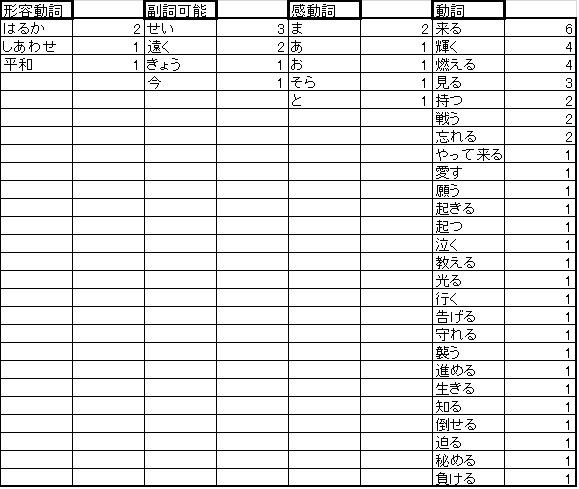 形容動詞 副詞可能 感動詞 動詞
はるか 2 せい 3 ま 2 来る 6
しあわせ 1 遠く 2 あ 1 輝く 4
平和 1 きょう 1 お 1 燃える 4
今 1 そら 1 見る 3
と 1 持つ 2
戦う 2
忘れる 2
やって来る 1
愛す 1
願う 1
起きる 1
起つ 1
泣く 1
教える 1
光る 1
行く 1
告げる 1
守れる 1
襲う 1
進める 1
生きる 1
知る 1
倒せる 1
迫る 1
秘める 1
負ける 1